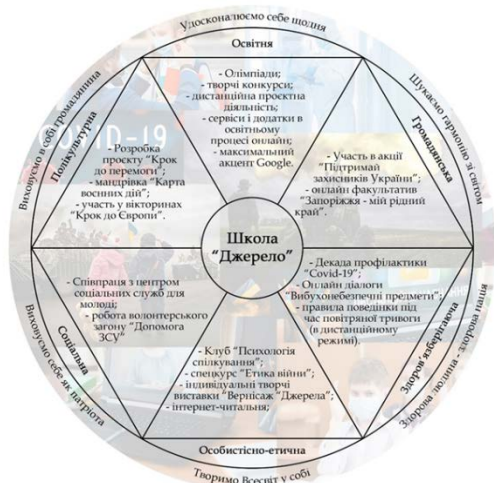 Удосконалюємо себе щодня
Освітня
- Олімпіади;
- творчі конкурси;
- дистанційна проєктна
діяльність;
- сервіси і додатки в
освітньому
процесі онлайн;
- максимальний
акцент Google.
Шукаємо гармонію зі світом
Громадянська
- Участь в акції
"Підтримай
захисників України";
- онлайн факультатив
"Запоріжжя - мій рідний
край".
Здорова людина - здорова нація
Здоров'язберігаюча
- Декада профілактики
"Covid-19";
- Онлайн діалоги
"Вибухонебезпечні предмети";
- правила поведінки під
час повітряної тривоги
(в дистанційному
режимі).
Творимо Всесвіт у собі
Особистісно-етична
- Клуб "Психологія
спілкування";
- спецкурс "Етика війни";
- індивідуальні творчі
виставки "Вернісаж "Джерела";
- інтернет-читальня;
Виховуємо себе як патріота
Соціальна
- Співпраця з центром
соціальних служб для
молоді;
- робота волонтерського
загону "Допомога
ЗСУ"
Виховуємо в собі громадянина
Полікультурна
- Розробка
проєкту "Крок
до перемоги";
- мандрівка "Карта
воєнних дій";
- участь у вікторинах
"Крок до Європи".
Школа
"Джерело"
COVID-19